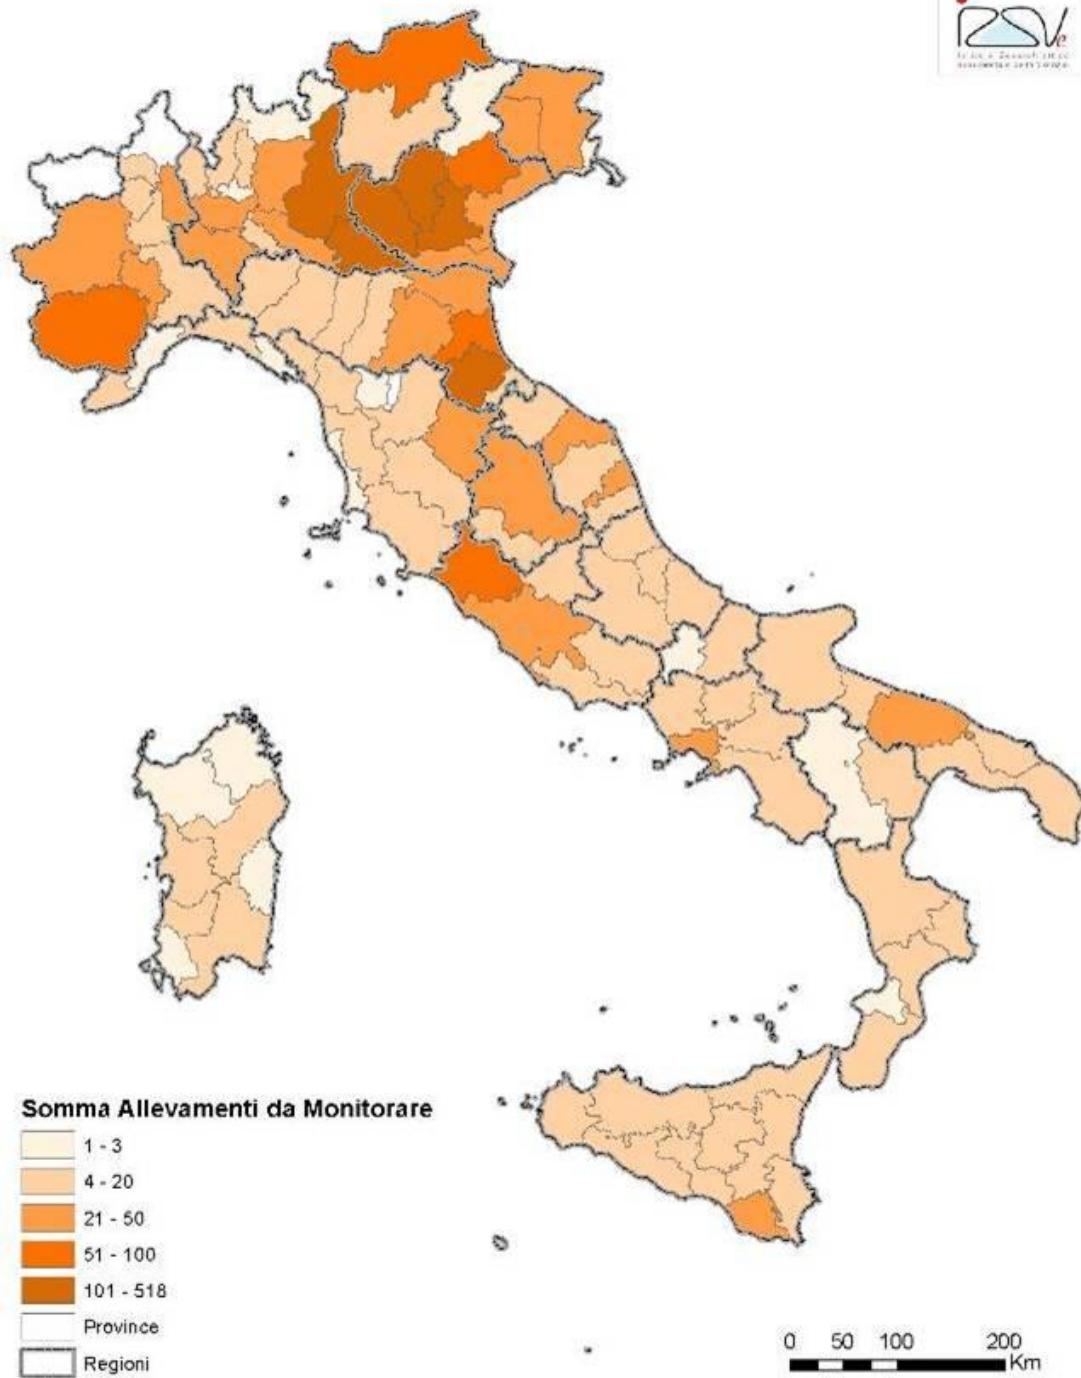 IZSVe
Somma Allevamenti da Monitorare
1 - 3
4 - 20
21 - 50
51 - 100
101 - 518
Province
Regioni
0 50 100 200
Km